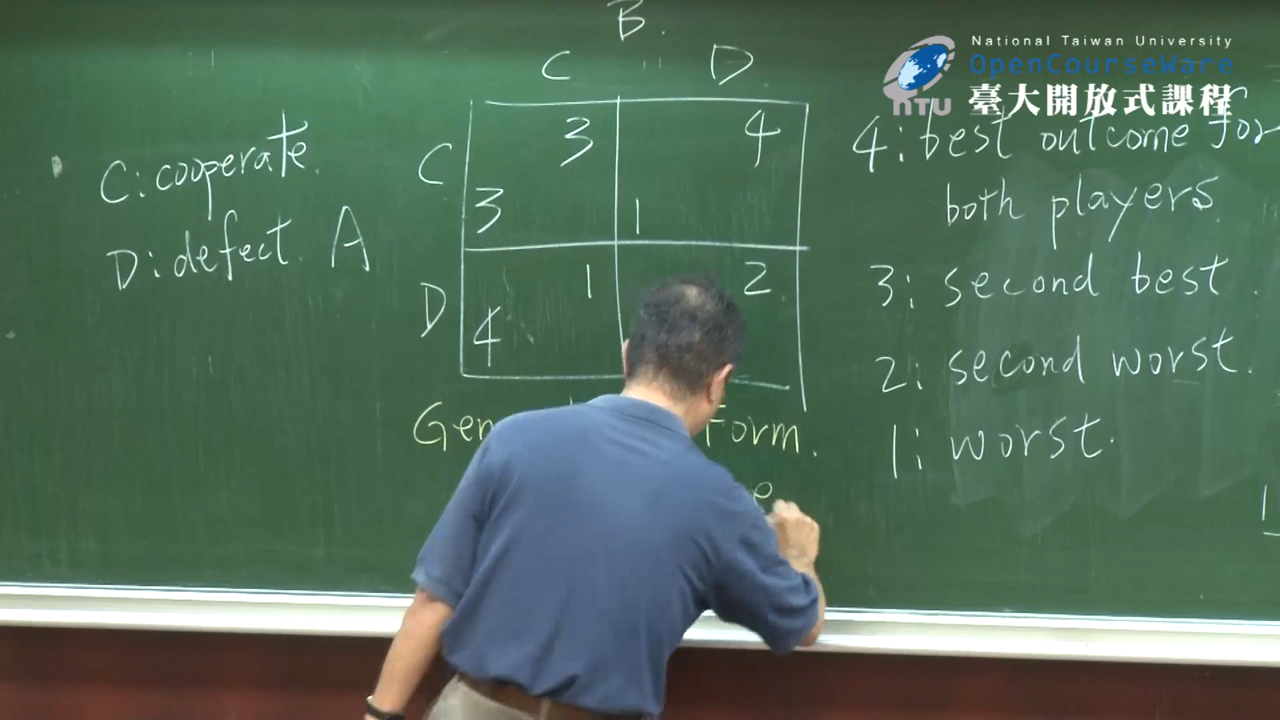 National Taiwan University
OpenCourseWare
NTU 臺大開放式課程
B.
C D
C 3 3 4 1
D 1 4 2
C: cooperate.
D: defect. A
Form.
4: best outcome for
both players.
3: second best.
2: second worst.
1: worst.